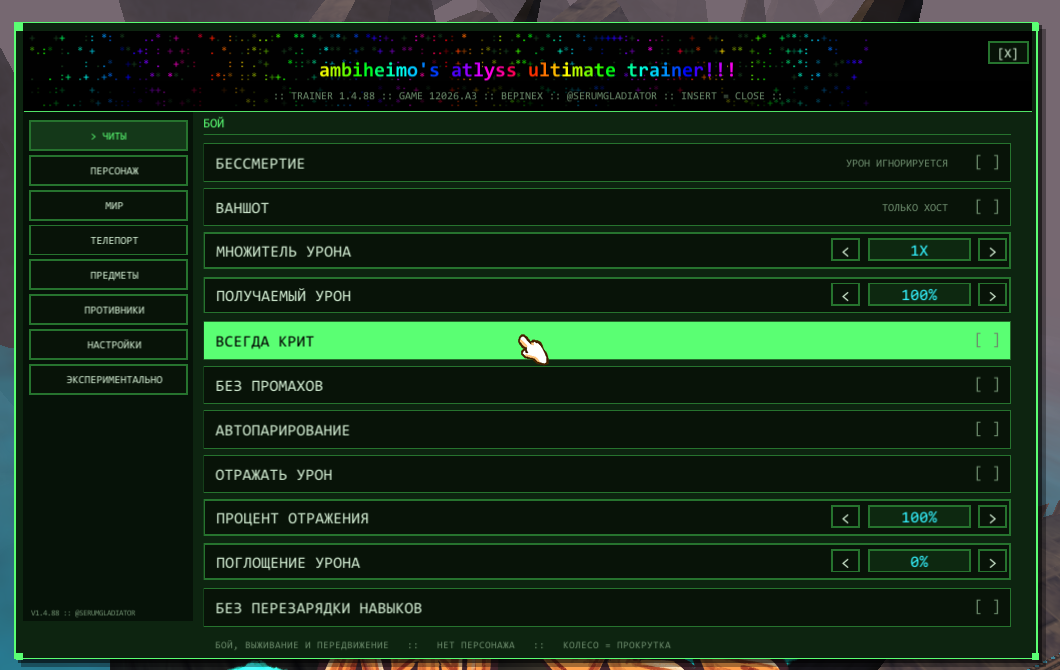 ambiheimo's atlyss ultimate trainer!!!
[X]
:: TRAINER 1.4.88 :: GAME 12026.A3 :: BEPINEX :: @SERUMGLADIATOR :: INSERT = CLOSE ::
> ЧИТЫ
ПЕРСОНАЖ
МИР
ТЕЛЕПОРТ
ПРЕДМЕТЫ
ПРОТИВНИКИ
НАСТРОЙКИ
ЭКСПЕРИМЕНТАЛЬНО
V1.4.88 :: @SERUMGLADIATOR
БОЙ
БЕССМЕРТИЕ УРОН ИГНОРИРУЕТСЯ [ ]
ВАНШОТ ТОЛЬКО ХОСТ [ ]
МНОЖИТЕЛЬ УРОНА < 1X >
ПОЛУЧАЕМЫЙ УРОН < 100% >
ВСЕГДА КРИТ [ ]
БЕЗ ПРОМАХОВ [ ]
АВТОПАРИРОВАНИЕ [ ]
ОТРАЖАТЬ УРОН [ ]
ПРОЦЕНТ ОТРАЖЕНИЯ < 100% >
ПОГЛОЩЕНИЕ УРОНА < 0% >
БЕЗ ПЕРЕЗАРЯДКИ НАВЫКОВ [ ]
БОЙ, ВЫЖИВАНИЕ И ПЕРЕДВИЖЕНИЕ :: НЕТ ПЕРСОНАЖА :: КОЛЕСО = ПРОКРУТКА